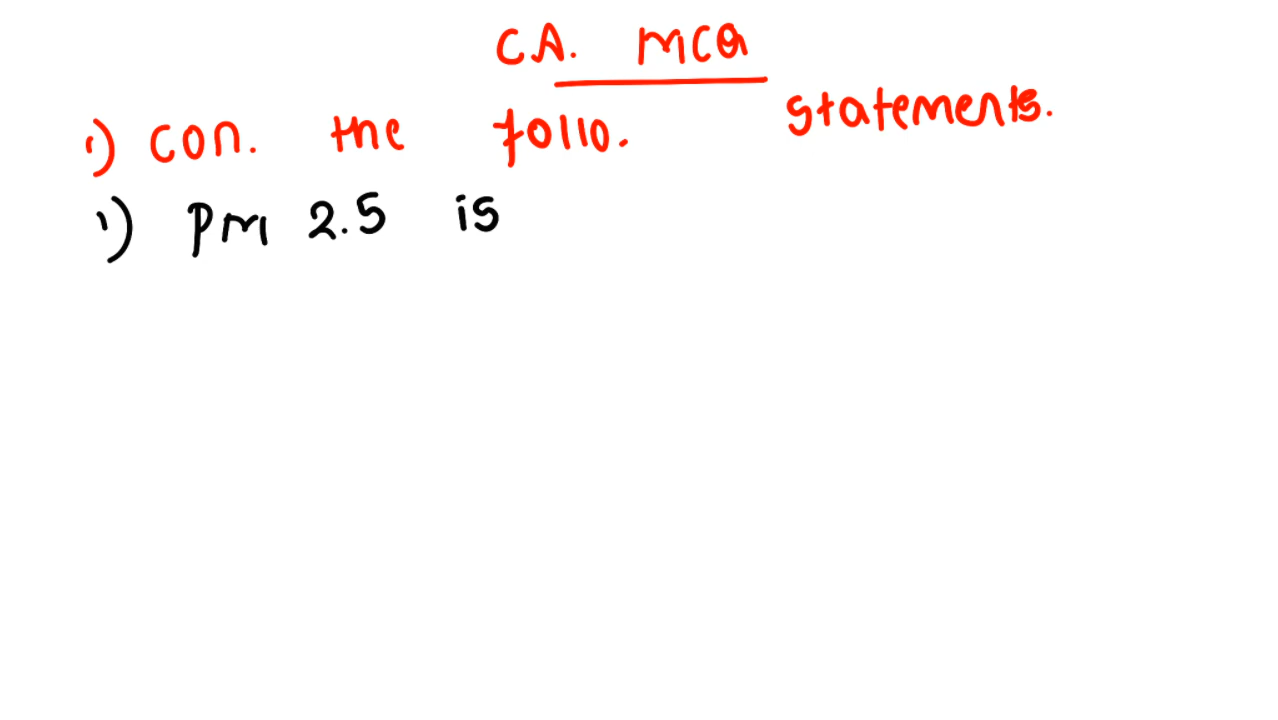 C.A. MCQ
1) con. the follo. statements.
1) PM 2.5 is